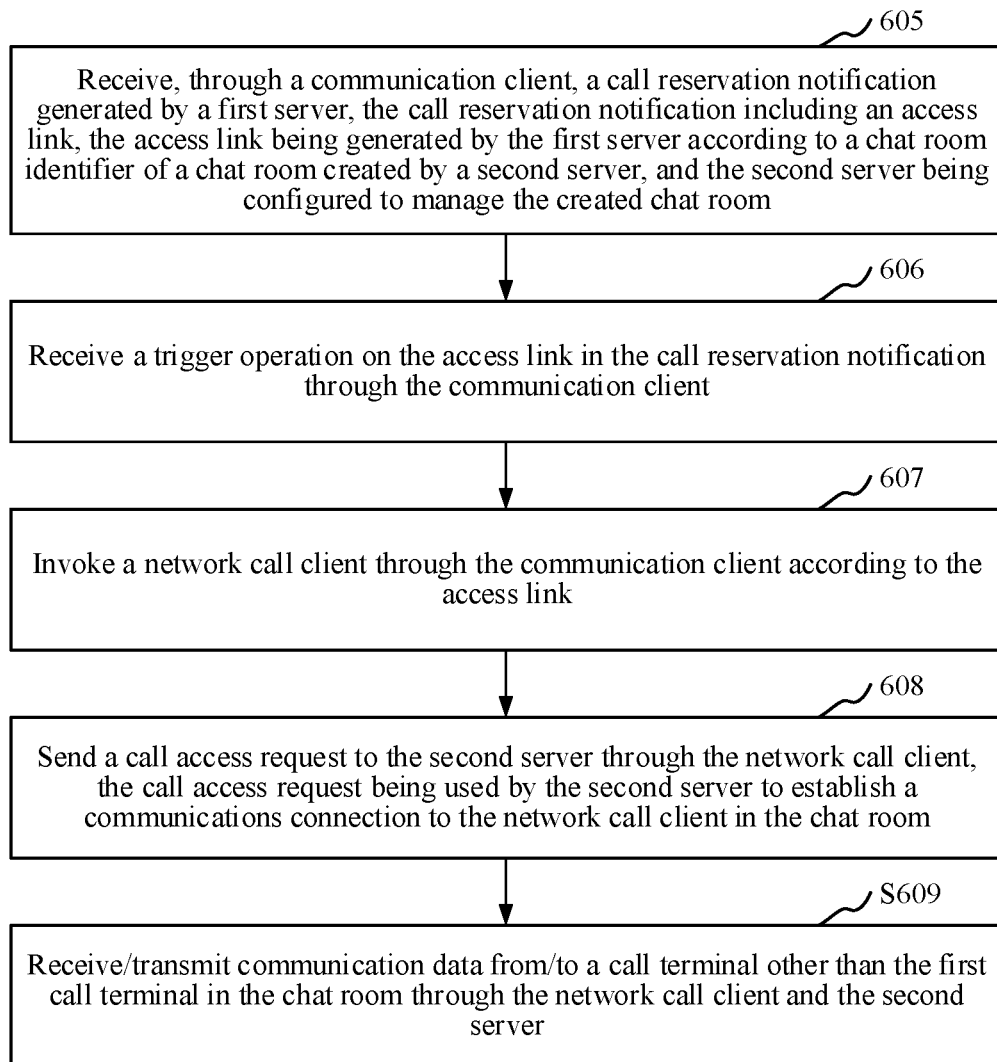 605
Receive, through a communication client, a call reservation notification
generated by a first server, the call reservation notification including an access
link, the access link being generated by the first server according to a chat room
identifier of a chat room created by a second server, and the second server being
configured to manage the created chat room
606
Receive a trigger operation on the access link in the call reservation notification
through the communication client
607
Invoke a network call client through the communication client according to the
access link
608
Send a call access request to the second server through the network call client,
the call access request being used by the second server to establish a
communications connection to the network call client in the chat room
S609
Receive/transmit communication data from/to a call terminal other than the first
call terminal in the chat room through the network call client and the second
server